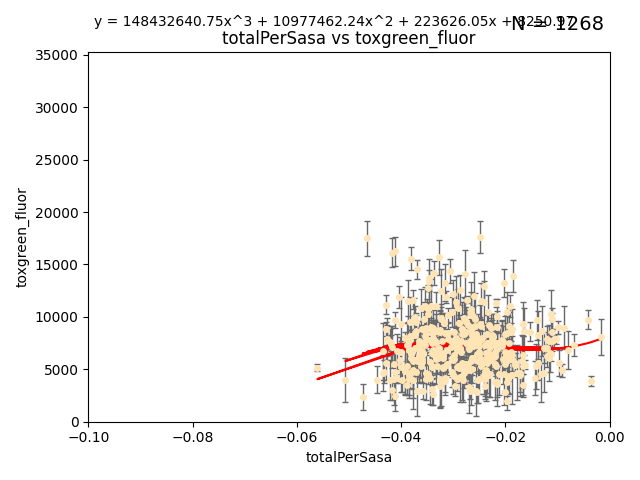 y = 148432640.75x^3 + 10977462.24x^2 + 223626.05x + 8250.97
N = 1268
totalPerSasa vs toxgreen_fluor
35000
30000
25000
20000
15000
10000
5000
0
toxgreen_fluor
−0.10 −0.08 −0.06 −0.04 −0.02 0.00
totalPerSasa